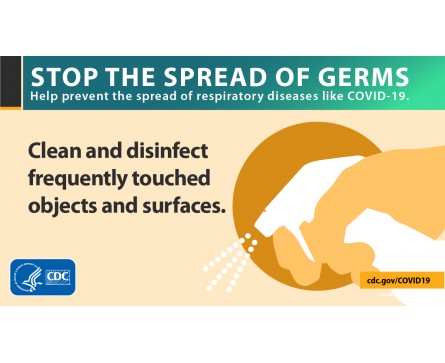 STOP THE SPREAD OF GERMS
Help prevent the spread of respiratory diseases like COVID-19.
Clean and disinfect
frequently touched
objects and surfaces.
CDC
cdc.gov/COVID19